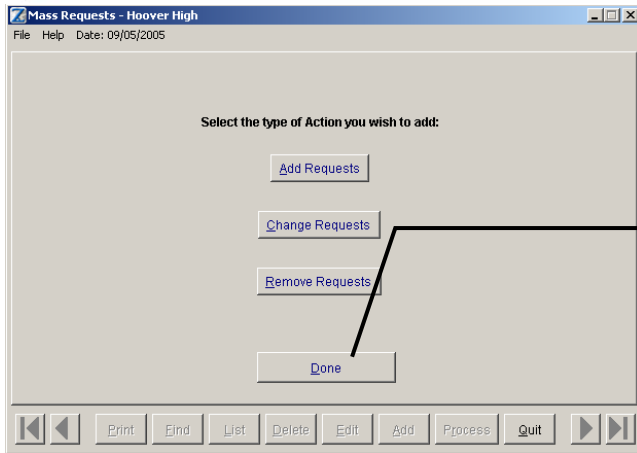 Mass Requests - Hoover High
File Help Date: 09/05/2005
Select the type of Action you wish to add:
Add Requests
Change Requests
Remove Requests
Done
Print Find List Delete Edit Add Process Quit